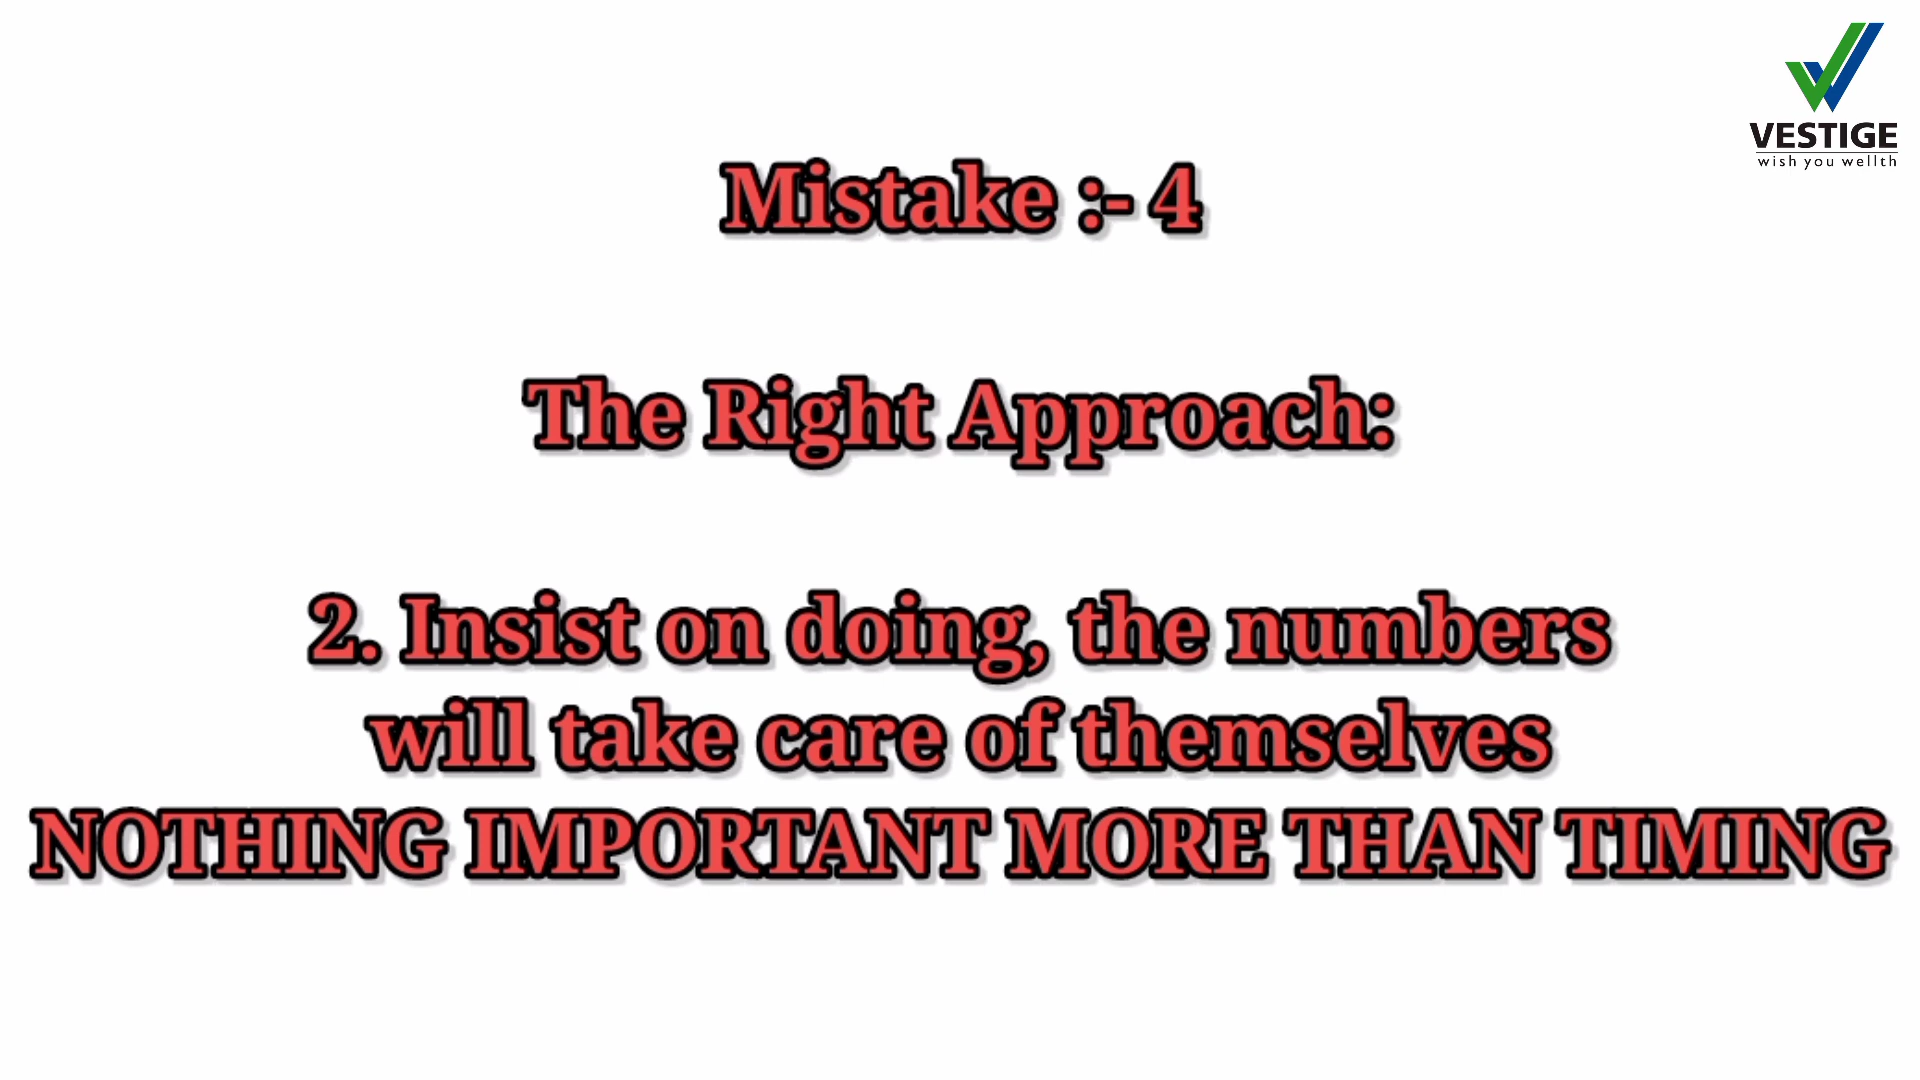 VESTIGE
wish you wellth
Mistake :- 4
The Right Approach:
2. Insist on doing, the numbers
will take care of themselves
NOTHING IMPORTANT MORE THAN TIMING